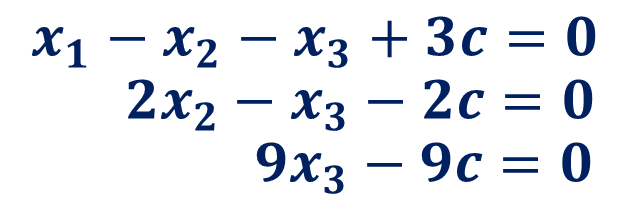 x₁ − x₂ − x₃ + 3c = 0
2x₂ − x₃ − 2c = 0
9x₃ − 9c = 0